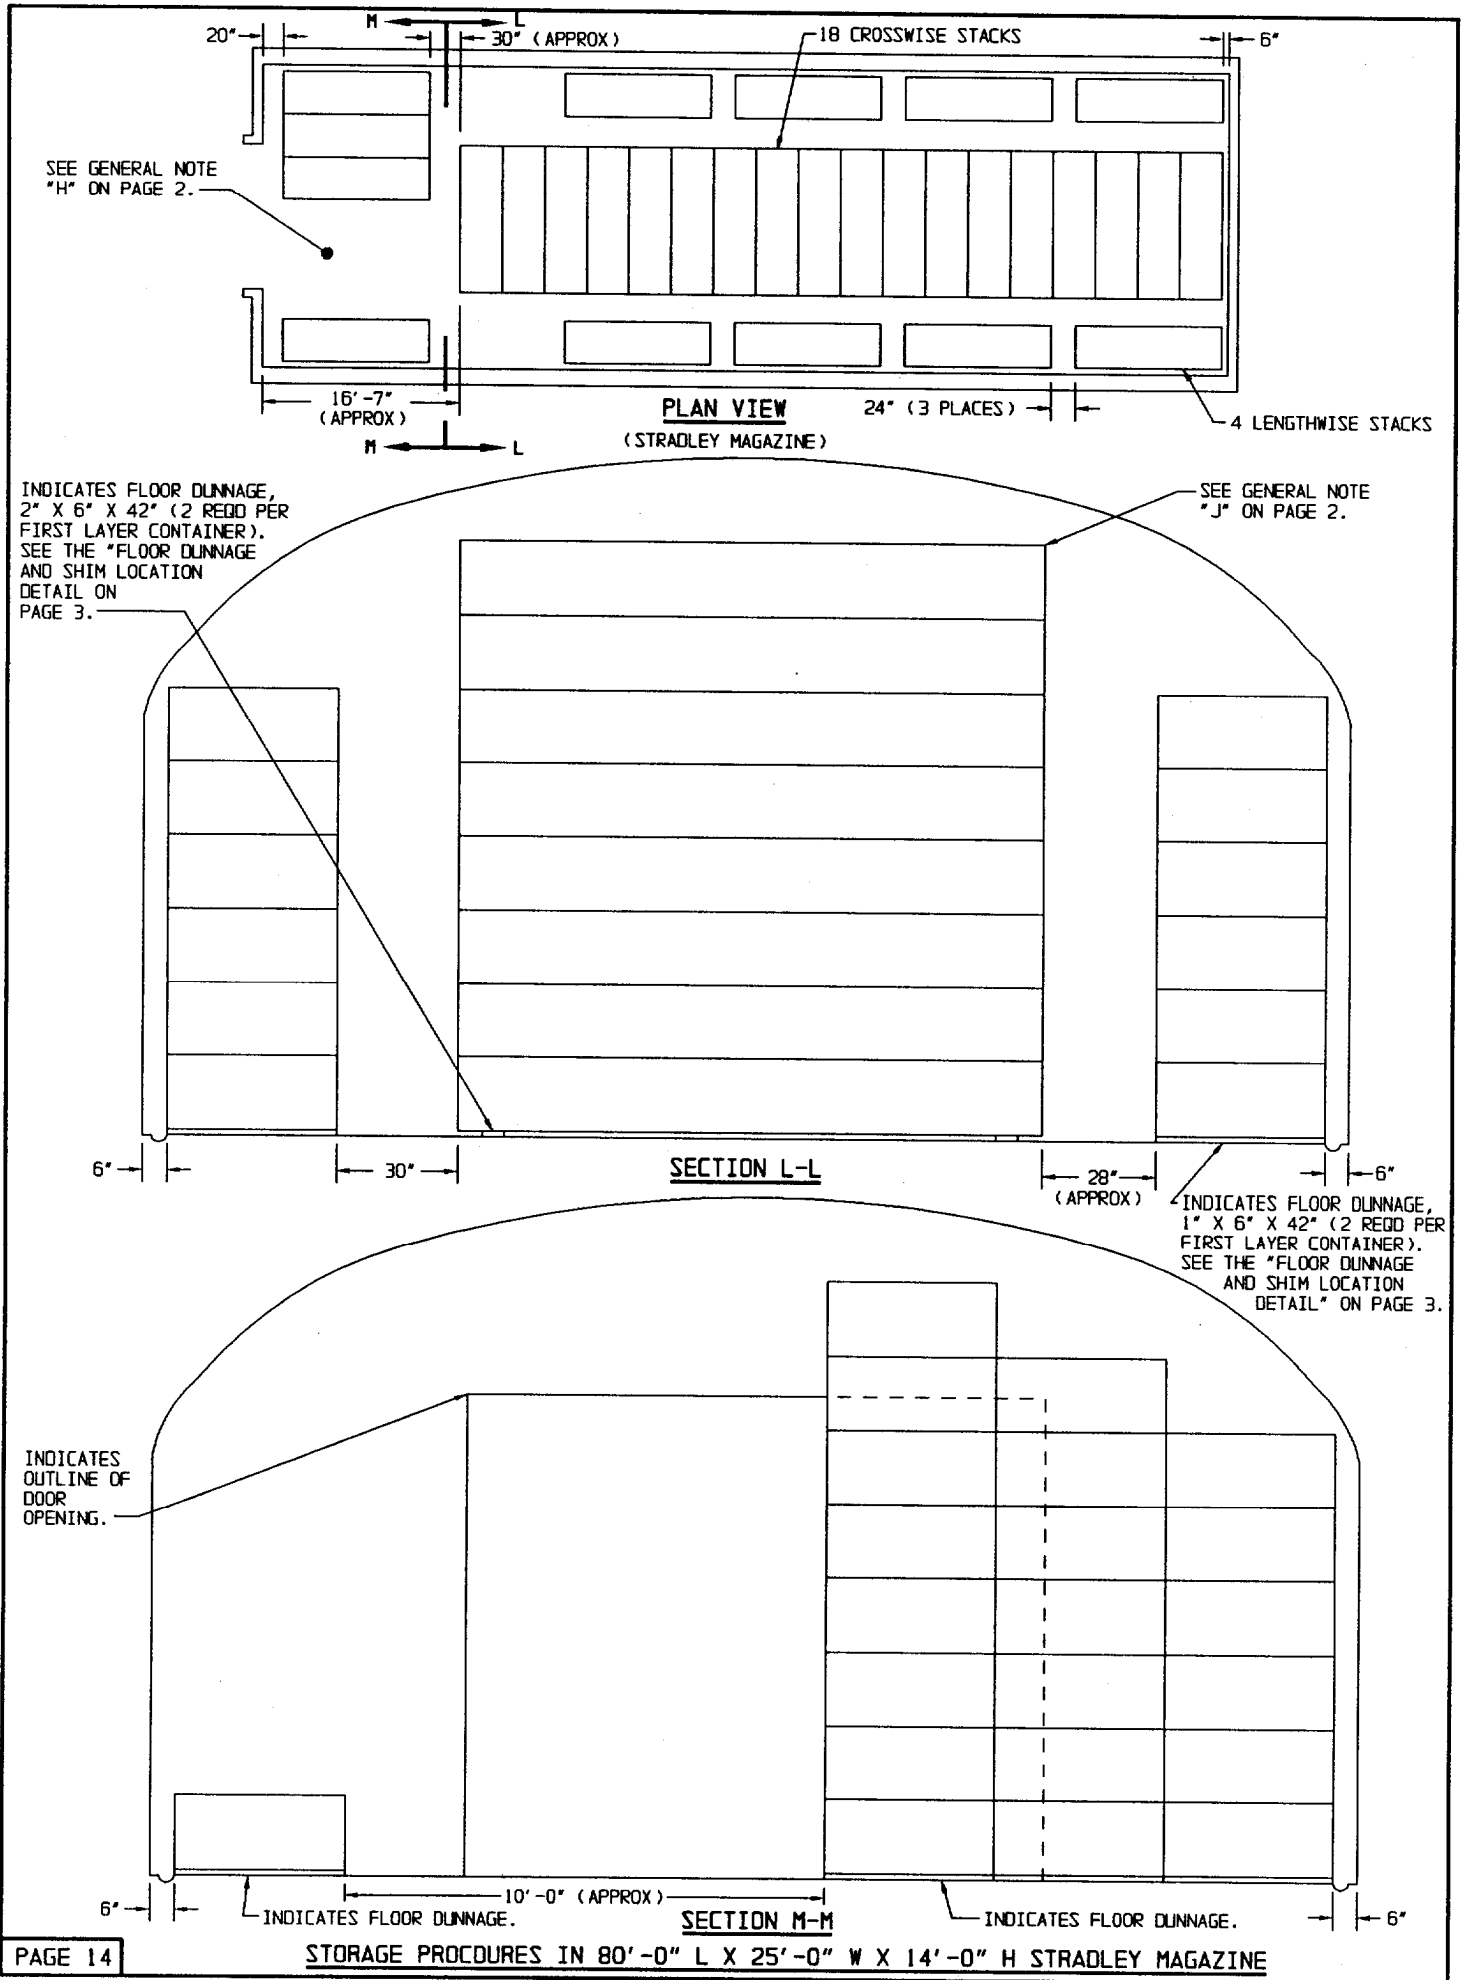 M L
20" 30" (APPROX) 18 CROSSWISE STACKS 6"
SEE GENERAL NOTE
"H" ON PAGE 2.
16'-7"
(APPROX)
PLAN VIEW
(STRADLEY MAGAZINE)
24" (3 PLACES)
4 LENGTHWISE STACKS
M L
INDICATES FLOOR DUNNAGE,
2" X 6" X 42" (2 REQD PER
FIRST LAYER CONTAINER).
SEE THE "FLOOR DUNNAGE
AND SHIM LOCATION
DETAIL ON
PAGE 3.
SEE GENERAL NOTE
"J" ON PAGE 2.
6" 30"
SECTION L-L
28"
(APPROX)
6"
INDICATES FLOOR DUNNAGE,
1" X 6" X 42" (2 REQD PER
FIRST LAYER CONTAINER).
SEE THE "FLOOR DUNNAGE
AND SHIM LOCATION
DETAIL" ON PAGE 3.
INDICATES
OUTLINE OF
DOOR
OPENING.
6"
10'-0" (APPROX)
INDICATES FLOOR DUNNAGE.
SECTION M-M
INDICATES FLOOR DUNNAGE.
6"
PAGE 14
STORAGE PROCDURES IN 80'-0" L X 25'-0" W X 14'-0" H STRADLEY MAGAZINE